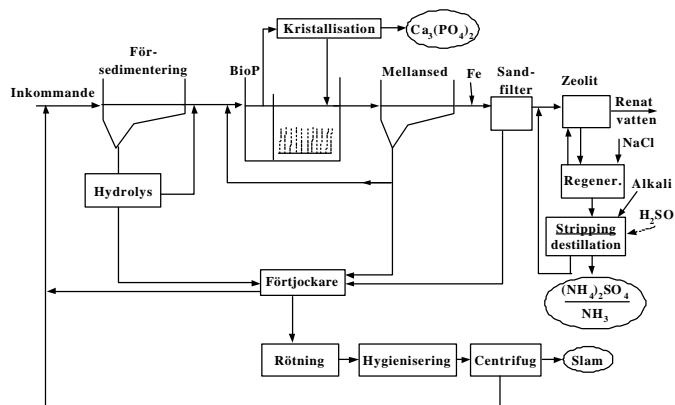 Kristallisation
Ca3(PO4)2
För-
sedimentering
BioP
Mellansed
Fe
Sand-
filter
Zeolit
Inkommande
Renat
vatten
NaCl
Hydrolys
Regener.
Alkali
H2SO
Stripping
destillation
Förtjockare
(NH4)2SO4
NH3
Rötning
Hygienisering
Centrifug
Slam